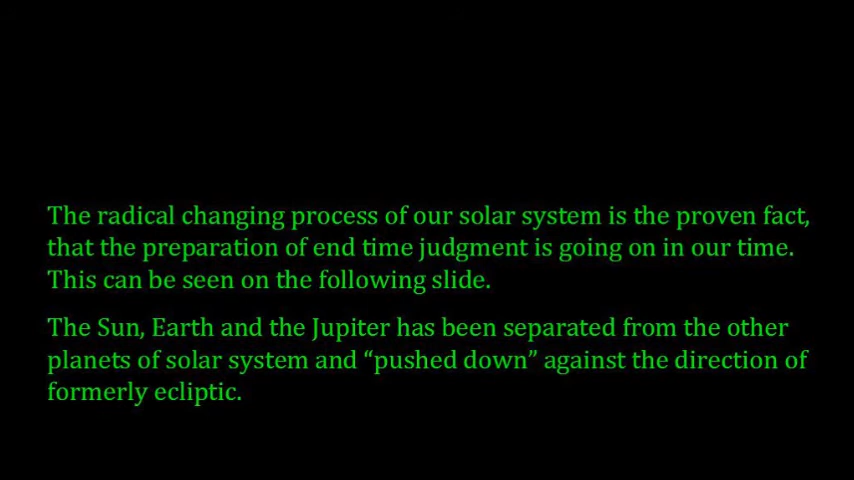 The radical changing process of our solar system is the proven fact,
that the preparation of end time judgment is going on in our time.
This can be seen on the following slide.
The Sun, Earth and the Jupiter has been separated from the other
planets of solar system and “pushed down” against the direction of
formerly ecliptic.